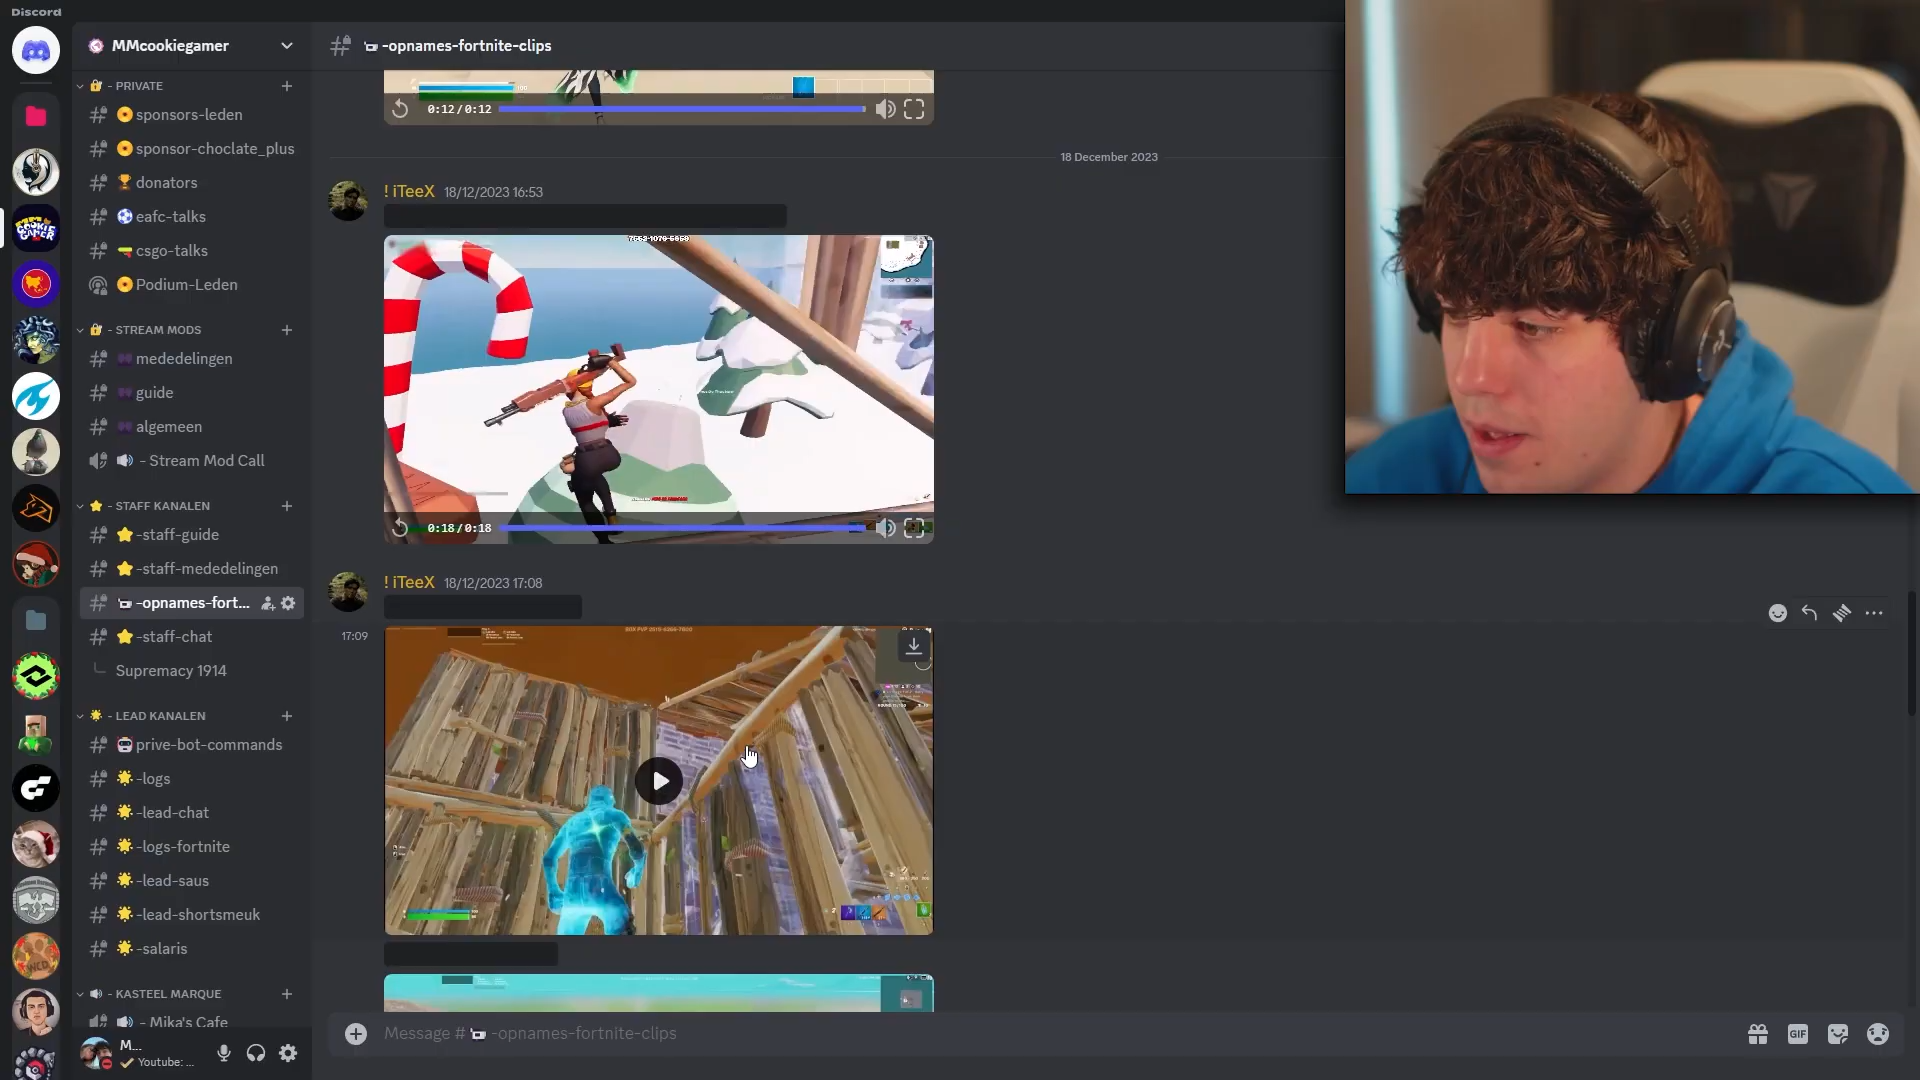 Discord
MMcookiegamer
- PRIVATE
sponsors-leden
sponsor-choclate_plus
donators
eafc-talks
csgo-talks
Podium-Leden
- STREAM MODS
mededelingen
guide
algemeen
- Stream Mod Call
- STAFF KANALEN
-staff-guide
-staff-mededelingen
-opnames-fort...
-staff-chat
Supremacy 1914
- LEAD KANALEN
prive-bot-commands
-logs
-lead-chat
-logs-fortnite
-lead-saus
-lead-shortsmeuk
-salaris
- KASTEEL MARQUE
- Mika's Cafe
M...
Youtube: ...
-opnames-fortnite-clips
0:12/0:12
18 December 2023
! iTeeX 18/12/2023 16:53
0:18/0:18
! iTeeX 18/12/2023 17:08
17:09
Message # -opnames-fortnite-clips
GIF